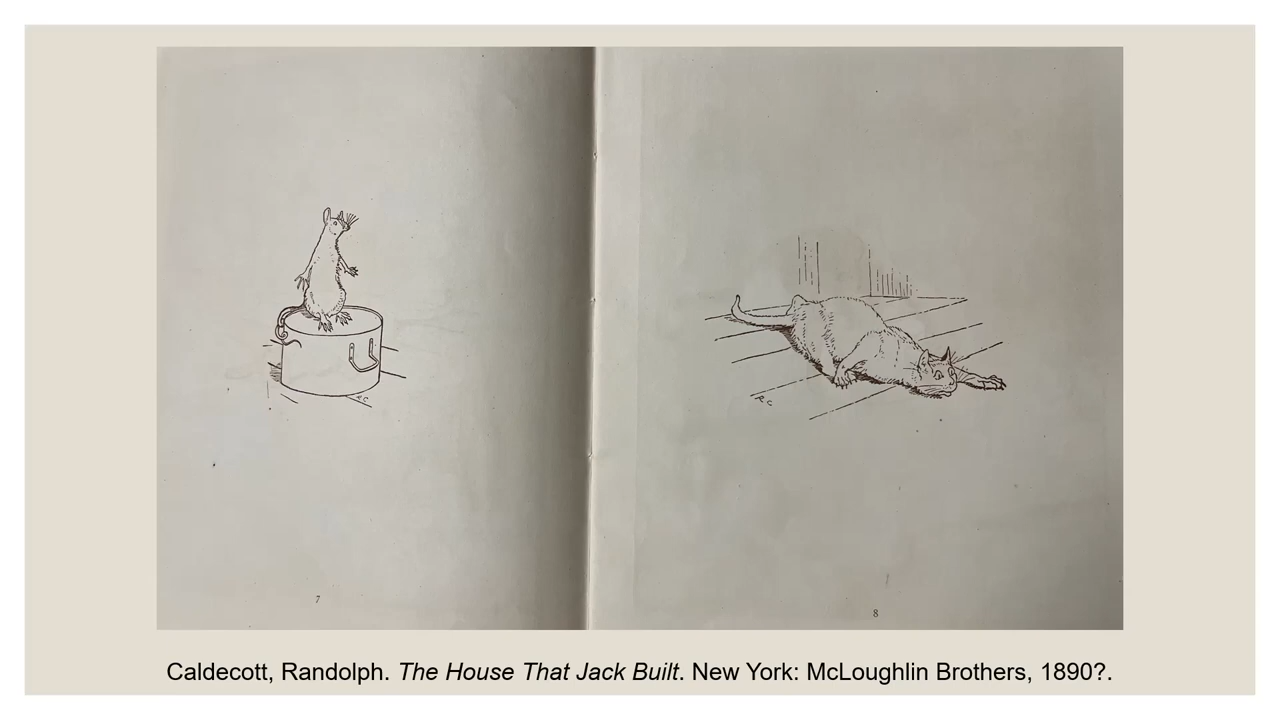 R.C
R.C
7
8
Caldecott, Randolph. The House That Jack Built. New York: McLoughlin Brothers, 1890?.